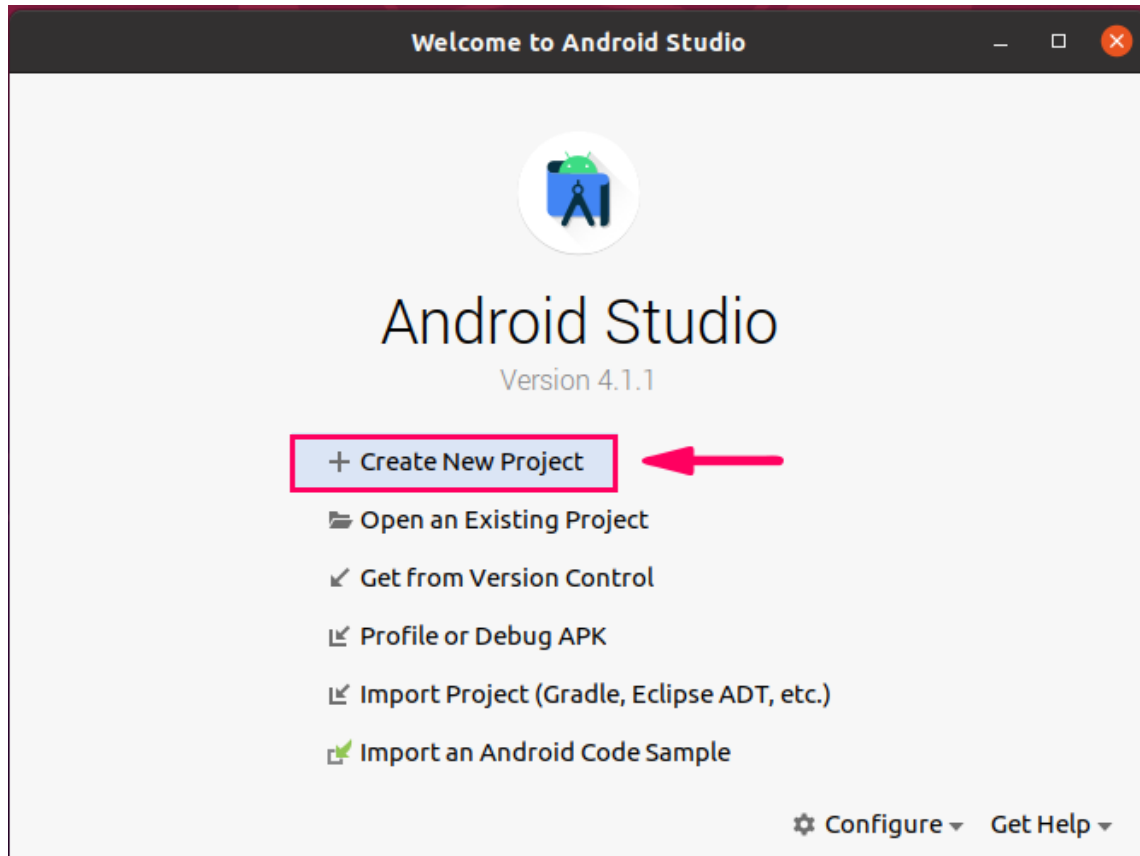 Welcome to Android Studio
Android Studio
Version 4.1.1
Create New Project
Open an Existing Project
Get from Version Control
Profile or Debug APK
Import Project (Gradle, Eclipse ADT, etc.)
Import an Android Code Sample
Configure Get Help